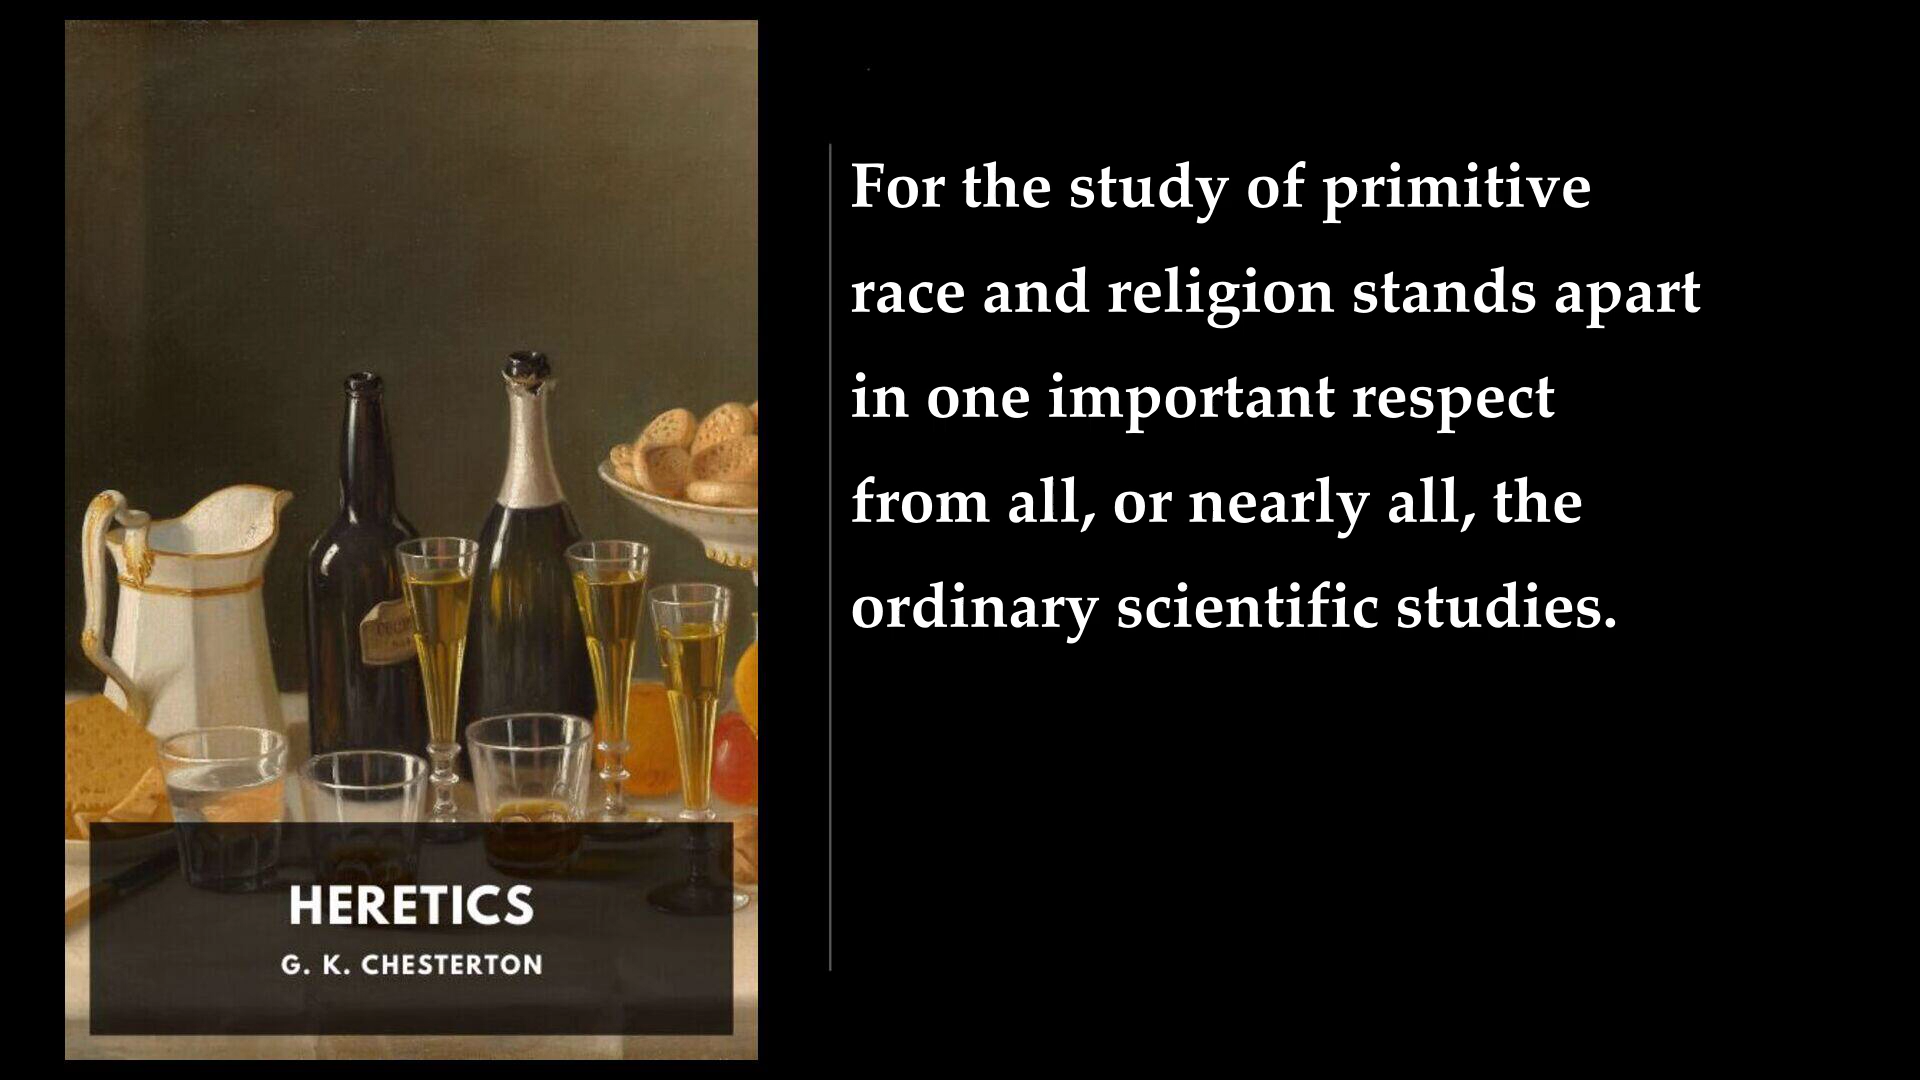 For the study of primitive
race and religion stands apart
in one important respect
from all, or nearly all, the
ordinary scientific studies.
HERETICS
G. K. CHESTERTON